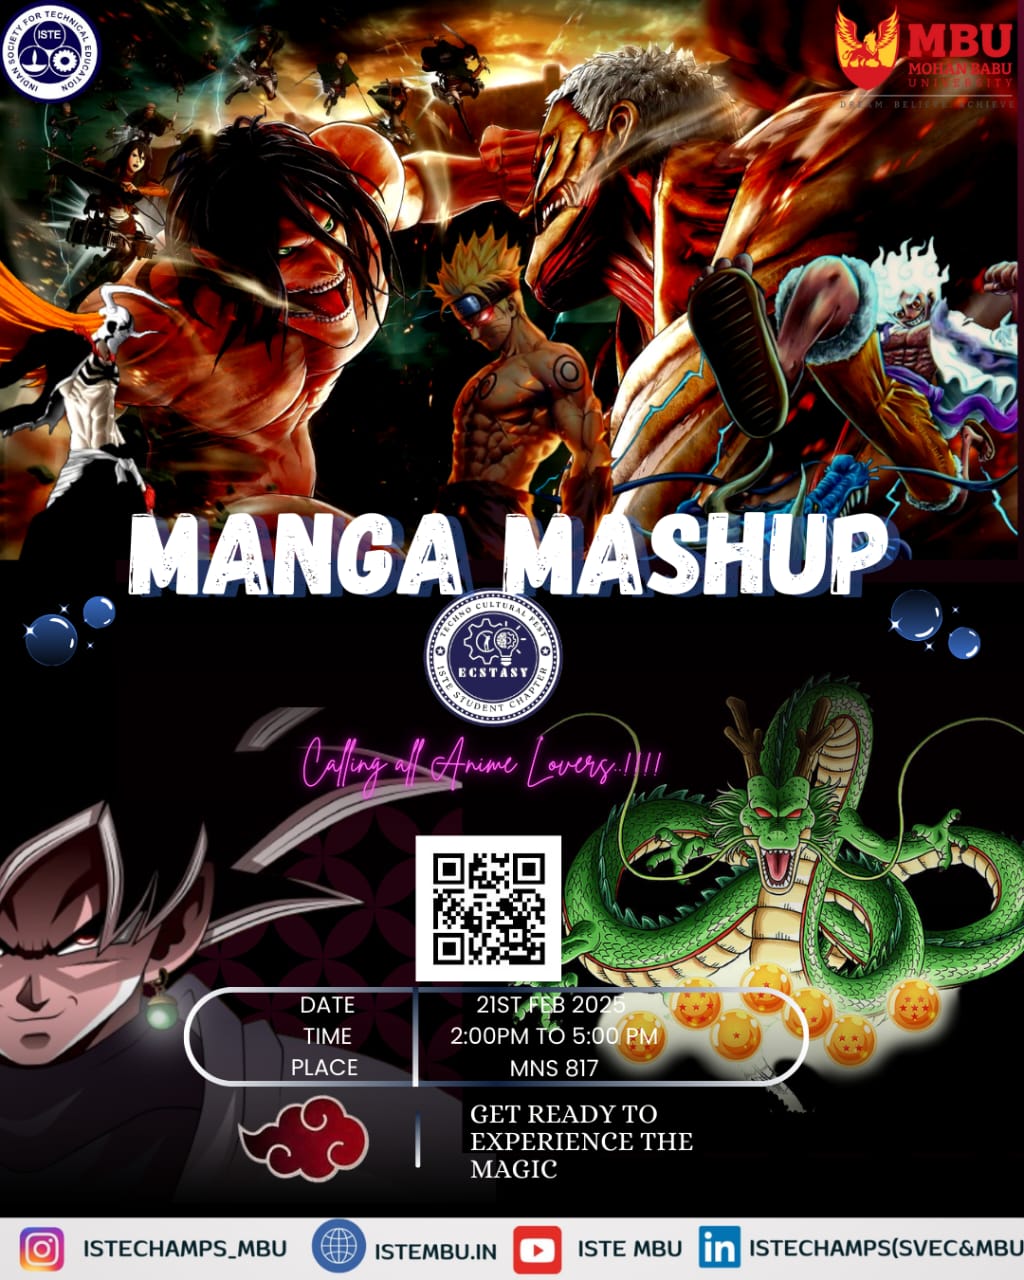 INDIAN SOCIETY FOR TECHNICAL EDUCATION
ISTE
MBU
MOHAN BABU
UNIVERSITY
DREAM. BELIEVE. ACHIEVE
MANGA MASHUP
TECHNO CULTURAL FEST
ECSTASY
ISTE STUDENT CHAPTER
Calling all Anime Lovers..!!!!
DATE 21ST FEB 2025
TIME 2:00PM TO 5:00 PM
PLACE MNS 817
GET READY TO
EXPERIENCE THE
MAGIC
ISTECHAMPS_MBU ISTEMBU.IN ISTE MBU in ISTECHAMPS(SVEC&MBU